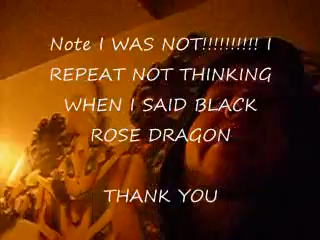 Note I WAS NOT!!!!!!!!!! I
REPEAT NOT THINKING
WHEN I SAID BLACK
ROSE DRAGON
THANK YOU